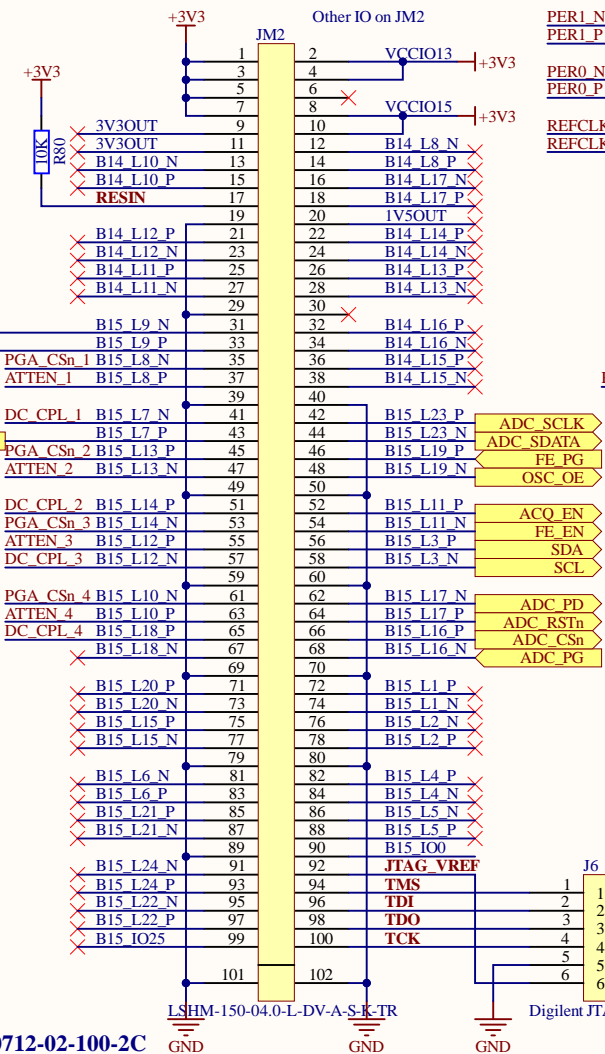 +3V3 Other IO on JM2 PER1_N
JM2 PER1_P
1 2 VCCIO13 +3V3
+3V3 3 4 PER0_N
5 6 PER0_P
7 8 VCCIO15 +3V3
3V3OUT 9 10 REFCLK
10K R80 3V3OUT 11 12 B14_L8_N REFCLK
B14_L10_N 13 14 B14_L8_P
B14_L10_P 15 16 B14_L17_N
RESIN 17 18 B14_L17_P
19 20 1V5OUT
B14_L12_P 21 22 B14_L14_P
B14_L12_N 23 24 B14_L14_N
B14_L11_P 25 26 B14_L13_P
B14_L11_N 27 28 B14_L13_N
29 30
B15_L9_N 31 32 B14_L16_P
B15_L9_P 33 34 B14_L16_N
PGA_CSn_1 B15_L8_N 35 36 B14_L15_P
ATTEN_1 B15_L8_P 37 38 B14_L15_N
39 40
DC_CPL_1 B15_L7_N 41 42 B15_L23_P ADC_SCLK
B15_L7_P 43 44 B15_L23_N ADC_SDATA
PGA_CSn_2 B15_L13_P 45 46 B15_L19_P FE_PG
ATTEN_2 B15_L13_N 47 48 B15_L19_N OSC_OE
49 50
DC_CPL_2 B15_L14_P 51 52 B15_L11_P ACQ_EN
PGA_CSn_3 B15_L14_N 53 54 B15_L11_N FE_EN
ATTEN_3 B15_L12_P 55 56 B15_L3_P SDA
DC_CPL_3 B15_L12_N 57 58 B15_L3_N SCL
59 60
PGA_CSn_4 B15_L10_N 61 62 B15_L17_N ADC_PD
ATTEN_4 B15_L10_P 63 64 B15_L17_P ADC_RSTn
DC_CPL_4 B15_L18_P 65 66 B15_L16_P ADC_CSn
B15_L18_N 67 68 B15_L16_N ADC_PG
69 70
B15_L20_P 71 72 B15_L1_P
B15_L20_N 73 74 B15_L1_N
B15_L15_P 75 76 B15_L2_N
B15_L15_N 77 78 B15_L2_P
79 80
B15_L6_N 81 82 B15_L4_P
B15_L6_P 83 84 B15_L4_N
B15_L21_P 85 86 B15_L5_N
B15_L21_N 87 88 B15_L5_P
89 90 B15_IO0
B15_L24_N 91 92 JTAG_VREF J6
B15_L24_P 93 94 TMS 1 1
B15_L22_N 95 96 TDI 2 2
B15_L22_P 97 98 TDO 3 3
B15_IO25 99 100 TCK 4 4
5 5
101 102 6 6
LSHM-150-04.0-L-DV-A-S-K-TR Digilent JTA
0712-02-100-2C GND GND GND